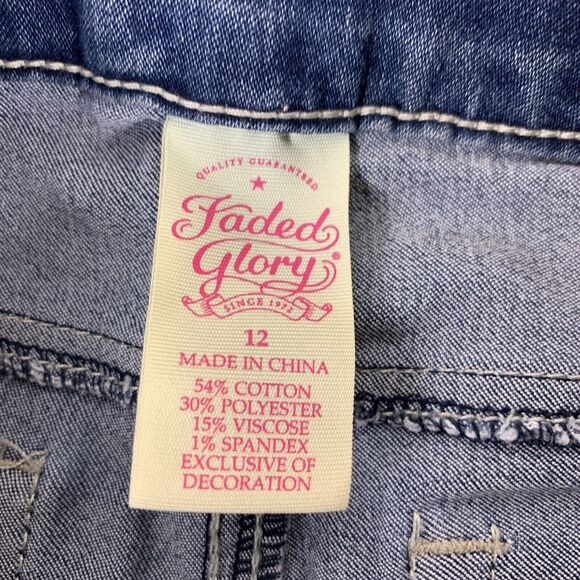 QUALITY GUARANTEED
Faded
Glory®
SINCE 1972
12
MADE IN CHINA
54% COTTON
30% POLYESTER
15% VISCOSE
1% SPANDEX
EXCLUSIVE OF
DECORATION